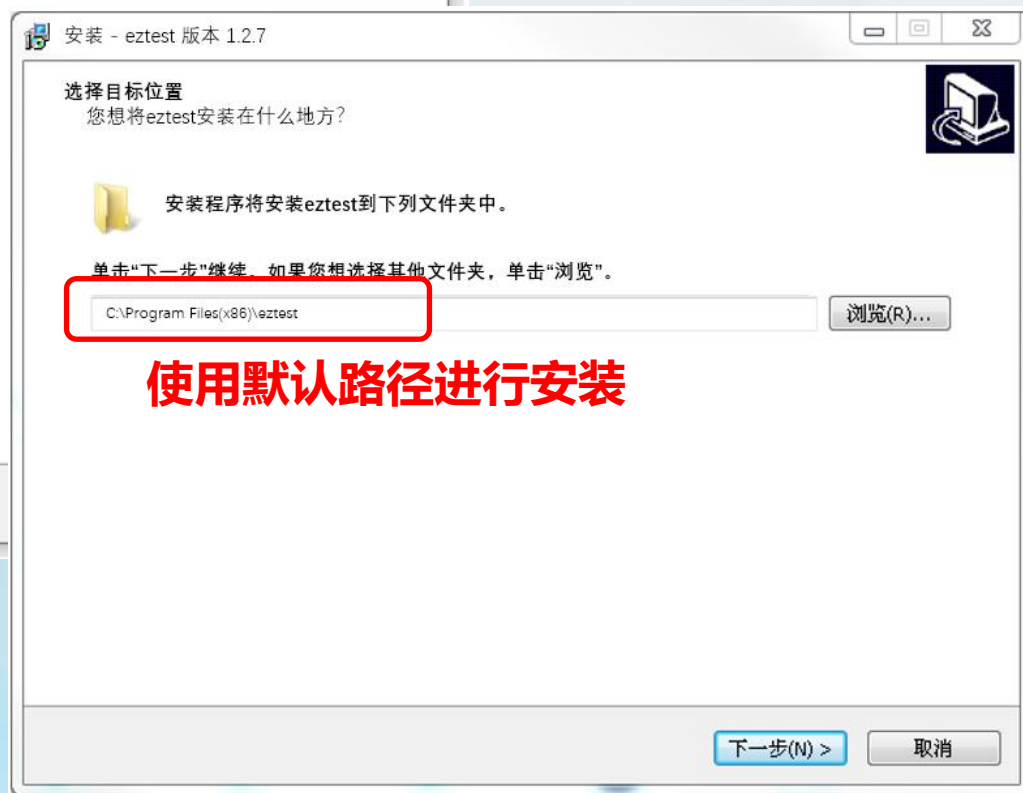 安装 - eztest 版本 1.2.7
选择目标位置
您想将eztest安装在什么地方?
安装程序将安装eztest到下列文件夹中。
单击“下一步”继续。如果您想选择其他文件夹，单击“浏览”。
C:\Program Files(x86)\eztest
浏览(R)...
使用默认路径进行安装
下一步(N) >
取消